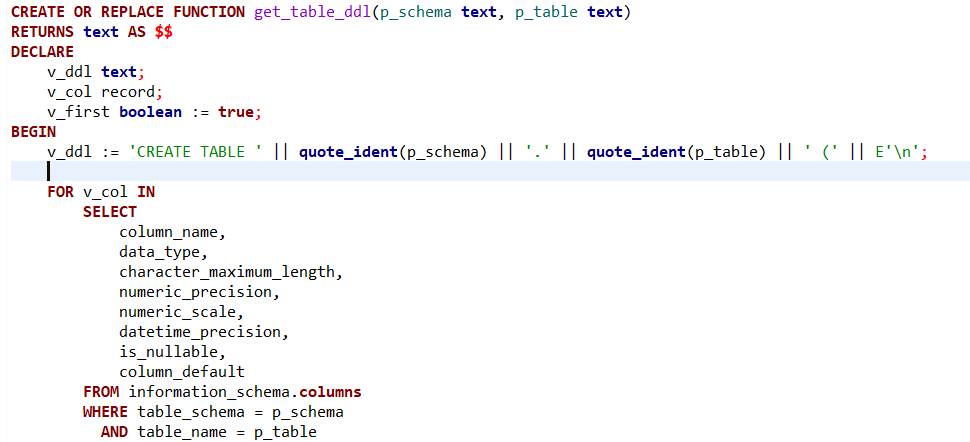 CREATE OR REPLACE FUNCTION get_table_ddl(p_schema text, p_table text)
RETURNS text AS $$
DECLARE
    v_ddl text;
    v_col record;
    v_first boolean := true;
BEGIN
    v_ddl := 'CREATE TABLE ' || quote_ident(p_schema) || '.' || quote_ident(p_table) || ' (' || E'\n';
    FOR v_col IN
        SELECT
            column_name,
            data_type,
            character_maximum_length,
            numeric_precision,
            numeric_scale,
            datetime_precision,
            is_nullable,
            column_default
        FROM information_schema.columns
        WHERE table_schema = p_schema
          AND table_name = p_table